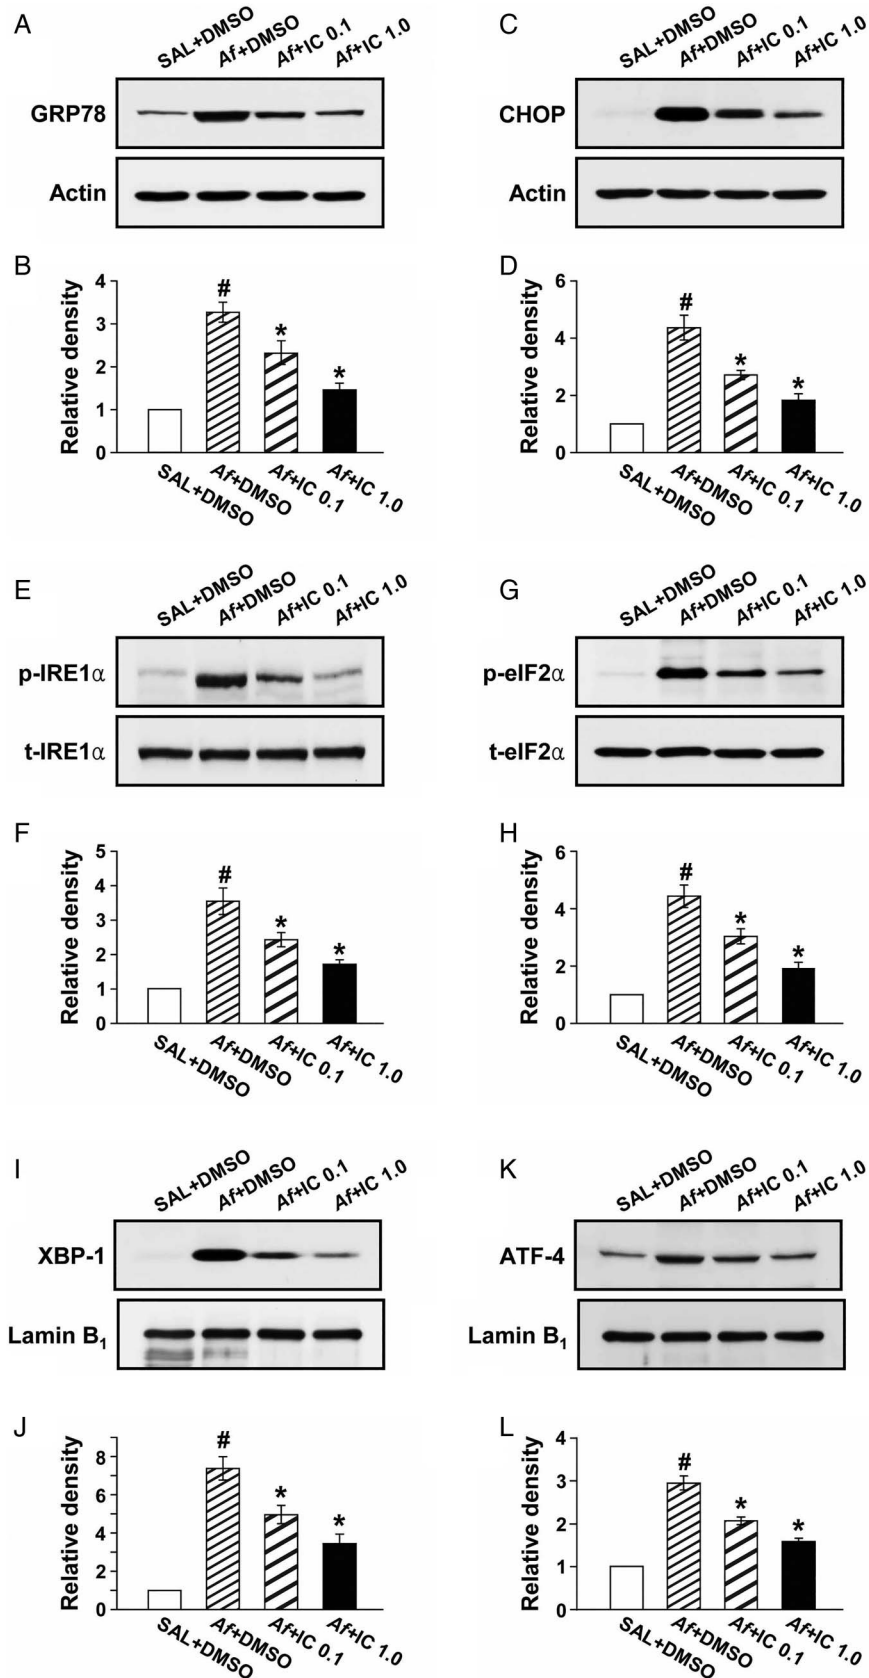 A
SAL+DMSO
Af+DMSO
Af+IC 0.1
Af+IC 1.0
GRP78
Actin
C
SAL+DMSO
Af+DMSO
Af+IC 0.1
Af+IC 1.0
CHOP
Actin
B
Relative density
4
3
2
1
0
#
*
*
SAL+DMSO
Af+DMSO
Af+IC 0.1
Af+IC 1.0
D
Relative density
6
4
2
0
#
*
*
SAL+DMSO
Af+DMSO
Af+IC 0.1
Af+IC 1.0
E
SAL+DMSO
Af+DMSO
Af+IC 0.1
Af+IC 1.0
p-IRE1α
t-IRE1α
G
SAL+DMSO
Af+DMSO
Af+IC 0.1
Af+IC 1.0
p-eIF2α
t-eIF2α
F
Relative density
5
4
3
2
1
0
#
*
*
SAL+DMSO
Af+DMSO
Af+IC 0.1
Af+IC 1.0
H
Relative density
6
4
2
0
#
*
*
SAL+DMSO
Af+DMSO
Af+IC 0.1
Af+IC 1.0
I
SAL+DMSO
Af+DMSO
Af+IC 0.1
Af+IC 1.0
XBP-1
Lamin B₁
K
SAL+DMSO
Af+DMSO
Af+IC 0.1
Af+IC 1.0
ATF-4
Lamin B₁
J
Relative density
8
6
4
2
0
#
*
*
SAL+DMSO
Af+DMSO
Af+IC 0.1
Af+IC 1.0
L
Relative density
4
3
2
1
0
#
*
*
SAL+DMSO
Af+DMSO
Af+IC 0.1
Af+IC 1.0